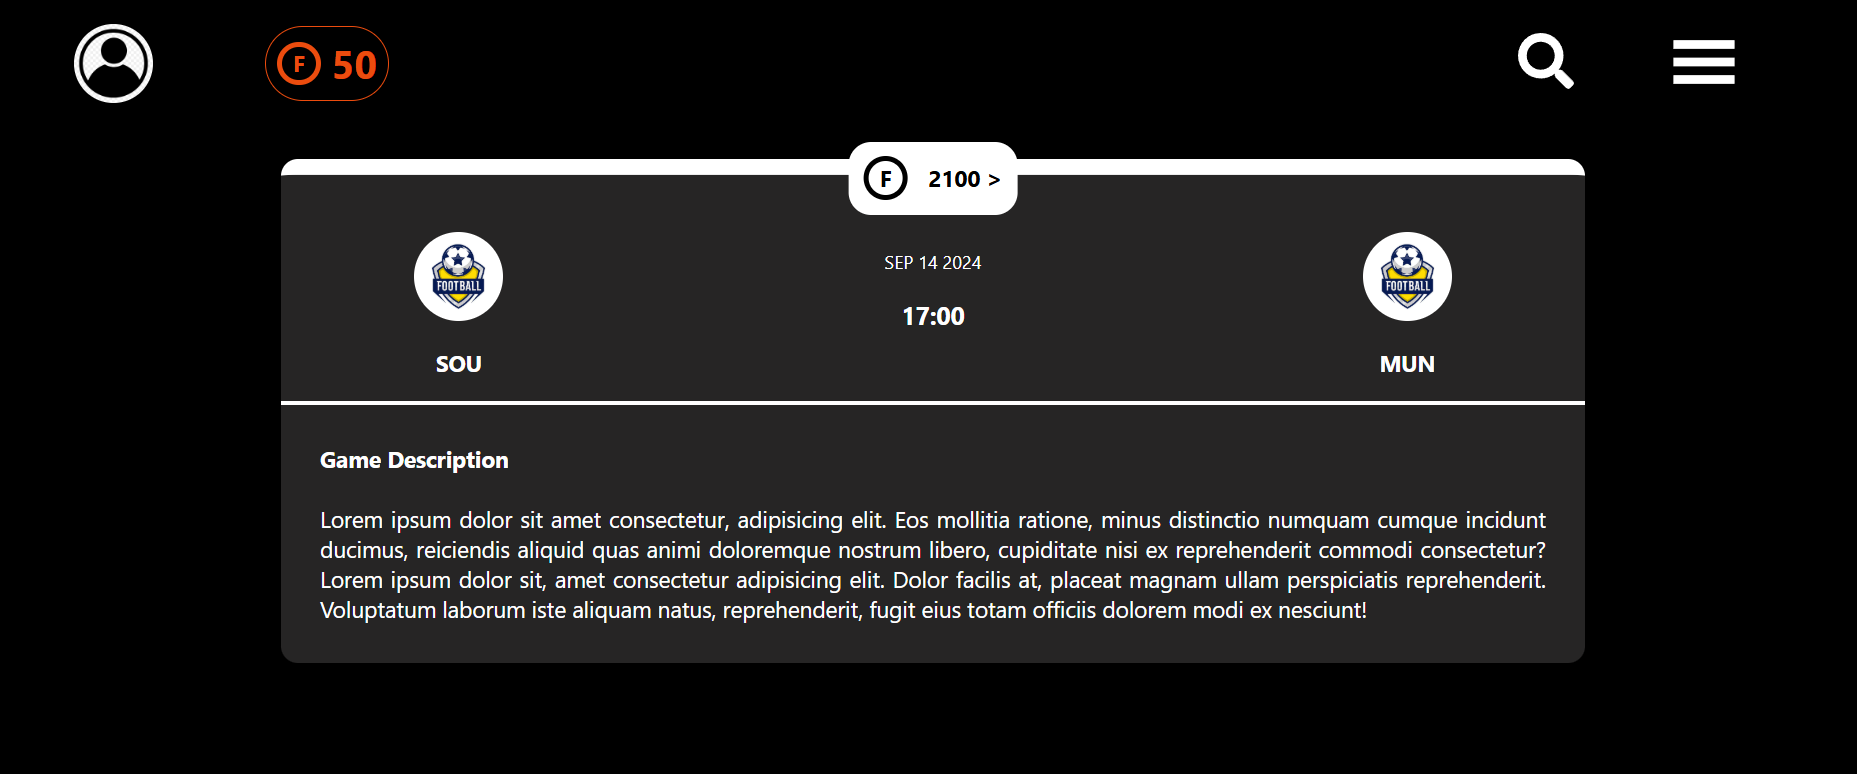 F 50
F 2100 >
FOOTBALL
SEP 14 2024
FOOTBALL
17:00
SOU
MUN
Game Description
Lorem ipsum dolor sit amet consectetur, adipisicing elit. Eos mollitia ratione, minus distinctio numquam cumque incidunt
ducimus, reiciendis aliquid quas animi doloremque nostrum libero, cupiditate nisi ex reprehenderit commodi consectetur?
Lorem ipsum dolor sit, amet consectetur adipisicing elit. Dolor facilis at, placeat magnam ullam perspiciatis reprehenderit.
Voluptatum laborum iste aliquam natus, reprehenderit, fugit eius totam officiis dolorem modi ex nesciunt!